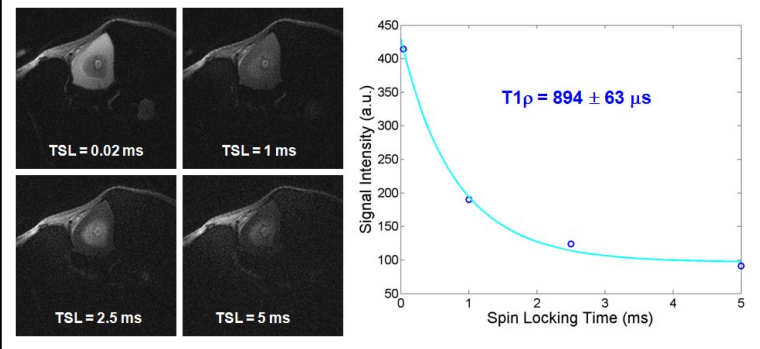 TSL = 0.02 ms
TSL = 1 ms
TSL = 2.5 ms
TSL = 5 ms
450
400
350
300
450
200
150
100
50
Signal Intensity (a.u.)
T1ρ = 894 ± 63 μs
0 1 2 3 4 5
Spin Locking Time (ms)